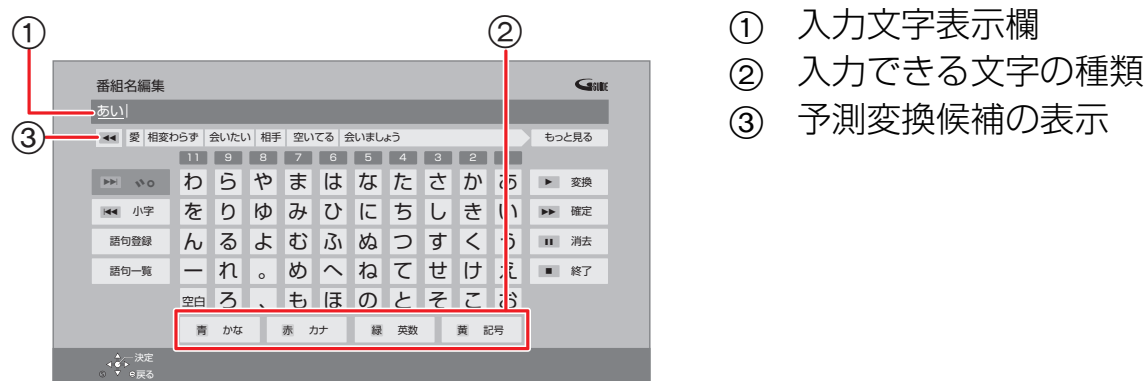 ① ②
番組名編集 GGUIDE
あい
③
◀◀ 愛 相変わらず 会いたい 相手 空いてる 会いましょう もっと見る
11 9 8 7 6 5 4 3 2
▶▶| ゛゜ わ ら や ま は な た さ か あ ▶ 変換
|◀◀ 小字 を り ゆ み ひ に ち し き い ▶▶ 確定
語句登録 ん る よ む ふ ぬ つ す く う ⏸ 消去
語句一覧 ー れ 。 め へ ね て せ け え ■ 終了
空白 ろ 、 も ほ の と そ こ お
青 かな 赤 カナ 緑 英数 黄 記号
決定
戻る
① 入力文字表示欄
② 入力できる文字の種類
③ 予測変換候補の表示